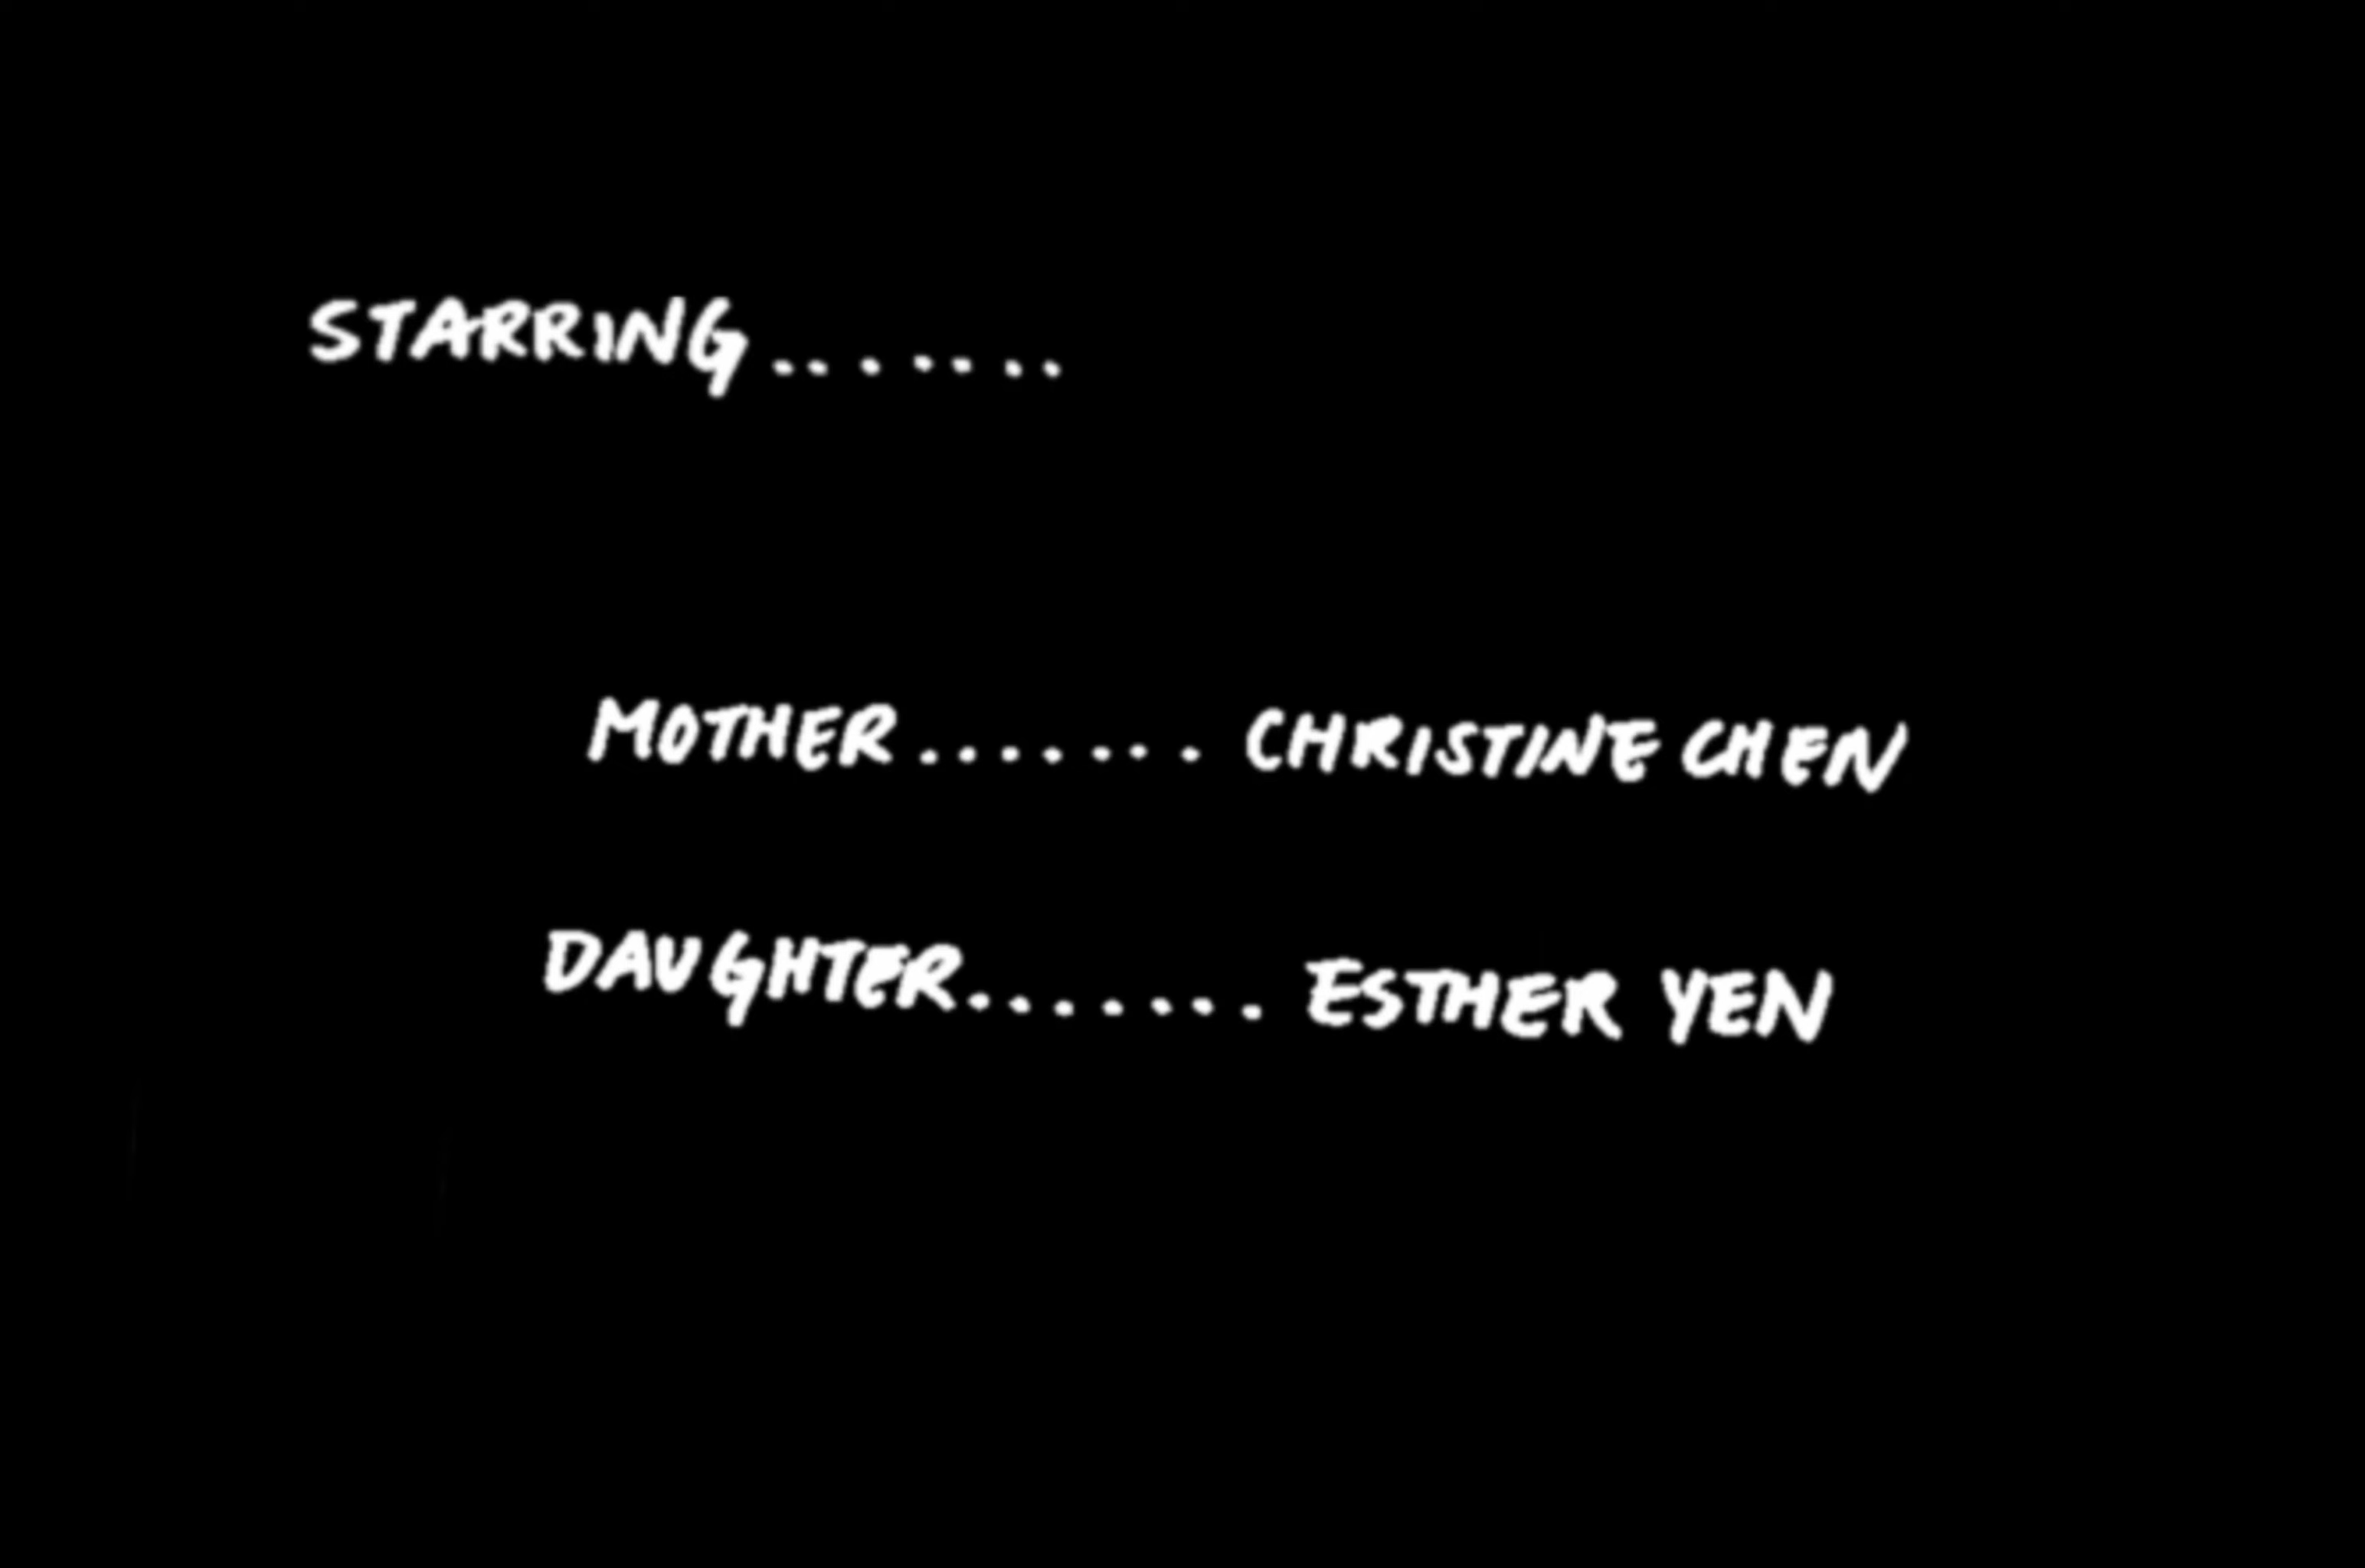 STARRING.......
MOTHER....... CHRISTINE CHEN
DAUGHTER....... ESTHER YEN